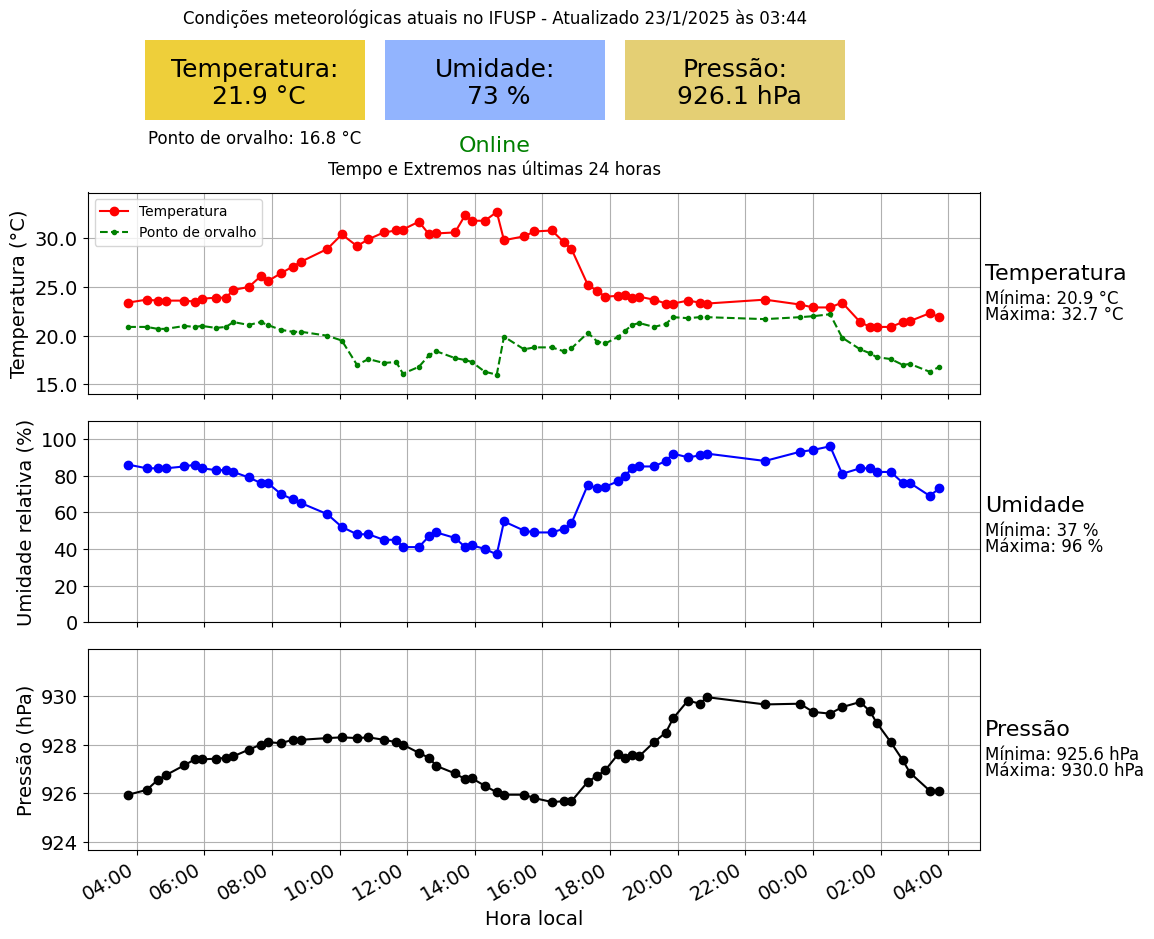 Condições meteorológicas atuais no IFUSP - Atualizado 23/1/2025 às 03:44
Temperatura:
21.9 °C
Umidade:
73 %
Pressão:
926.1 hPa
Ponto de orvalho: 16.8 °C
Online
Tempo e Extremos nas últimas 24 horas
Temperatura (°C)
30.0
25.0
20.0
15.0
Temperatura
Ponto de orvalho
Temperatura
Mínima: 20.9 °C
Máxima: 32.7 °C
Umidade relativa (%)
100
80
60
40
20
0
Umidade
Mínima: 37 %
Máxima: 96 %
Pressão (hPa)
930
928
926
924
Pressão
Mínima: 925.6 hPa
Máxima: 930.0 hPa
04:00 06:00 08:00 10:00 12:00 14:00 16:00 18:00 20:00 22:00 00:00 02:00 04:00
Hora local